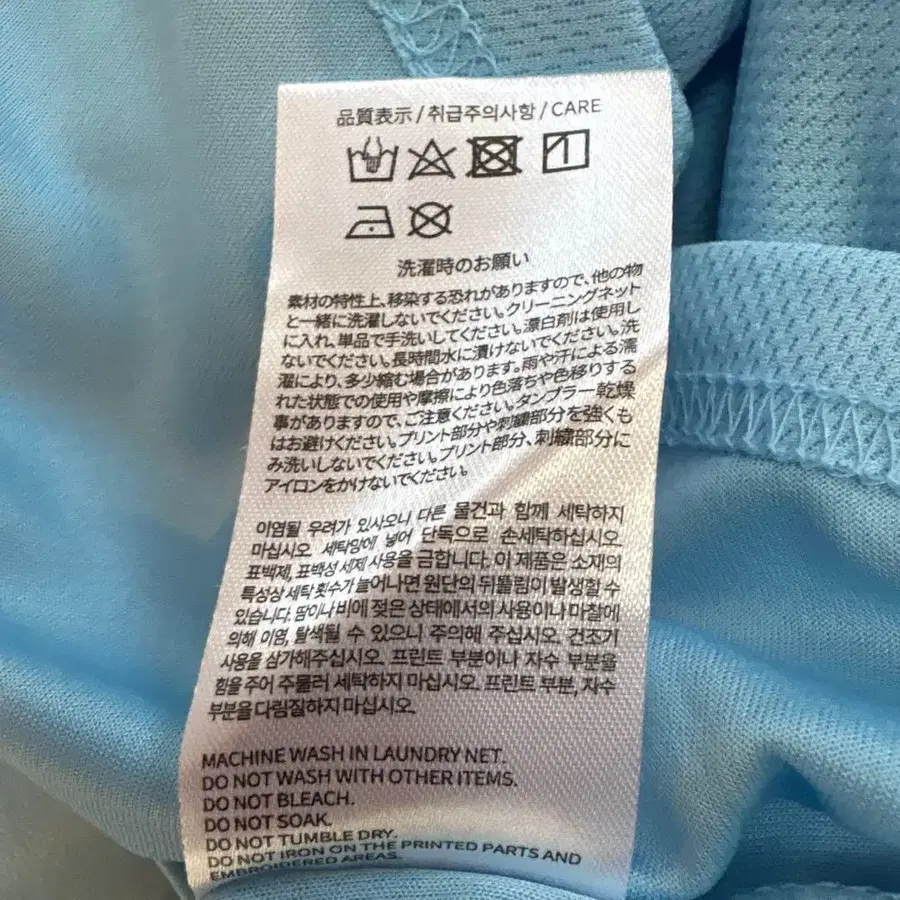 品質表示 / 취급주의사항 / CARE
洗濯時のお願い
素材の特性上、移染する恐れがありますので、他の物
と一緒に洗濯しないでください。クリーニングネット
に入れ、単品で手洗いしてください。漂白剤は使用し
ないでください。長時間水に漬けないでください。洗
濯により、多少縮む場合があります。雨や汗による濡
れた状態での使用や摩擦により色落ちや色移りする
事がありますので、ご注意ください。タンブラー乾燥
はお避けください。プリント部分や刺繍部分を強くも
み洗いしないでください。プリント部分、刺繍部分に
アイロンをかけないでください。
이염될 우려가 있사오니 다른 물건과 함께 세탁하지
마십시오. 세탁망에 넣어 단독으로 손세탁하십시오.
표백제, 표백성 세제 사용을 금합니다. 이 제품은 소재의
특성상 세탁 횟수가 늘어나면 원단의 뒤틀림이 발생할 수
있습니다. 땀이나 비에 젖은 상태에서의 사용이나 마찰에
의해 이염, 탈색될 수 있으니 주의해 주십시오. 건조기
사용을 삼가해주십시오. 프린트 부분이나 자수 부분을
힘을 주어 주물러 세탁하지 마십시오. 프린트 부분, 자수
부분을 다림질하지 마십시오.
MACHINE WASH IN LAUNDRY NET.
DO NOT WASH WITH OTHER ITEMS.
DO NOT BLEACH.
DO NOT SOAK.
DO NOT TUMBLE DRY.
DO NOT IRON ON THE PRINTED PARTS AND
EMBROIDERED AREAS.